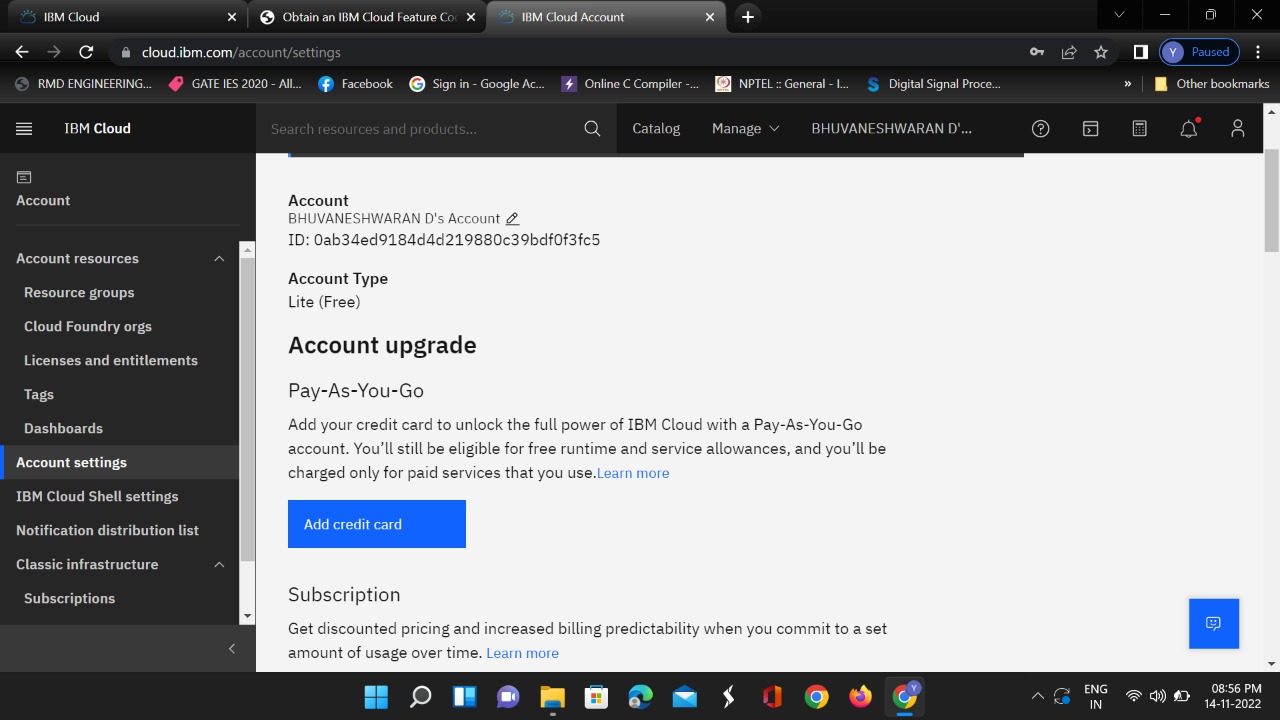 IBM Cloud
Obtain an IBM Cloud Feature Co
IBM Cloud Account
cloud.ibm.com/account/settings
Y Paused
RMD ENGINEERING...
GATE IES 2020 - All...
Facebook
Sign in - Google Ac...
Online C Compiler -...
NPTEL :: General - I...
Digital Signal Proce...
»
Other bookmarks
IBM Cloud
Search resources and products...
Catalog
Manage
BHUVANESHWARAN D'...
Account
Account resources
Resource groups
Cloud Foundry orgs
Licenses and entitlements
Tags
Dashboards
Account settings
IBM Cloud Shell settings
Notification distribution list
Classic infrastructure
Subscriptions
Account
BHUVANESHWARAN D's Account
ID: 0ab34ed9184d4d219880c39bdf0f3fc5
Account Type
Lite (Free)
Account upgrade
Pay-As-You-Go
Add your credit card to unlock the full power of IBM Cloud with a Pay-As-You-Go
account. You’ll still be eligible for free runtime and service allowances, and you’ll be
charged only for paid services that you use.Learn more
Add credit card
Subscription
Get discounted pricing and increased billing predictability when you commit to a set
amount of usage over time. Learn more
ENG
IN
08:56 PM
14-11-2022